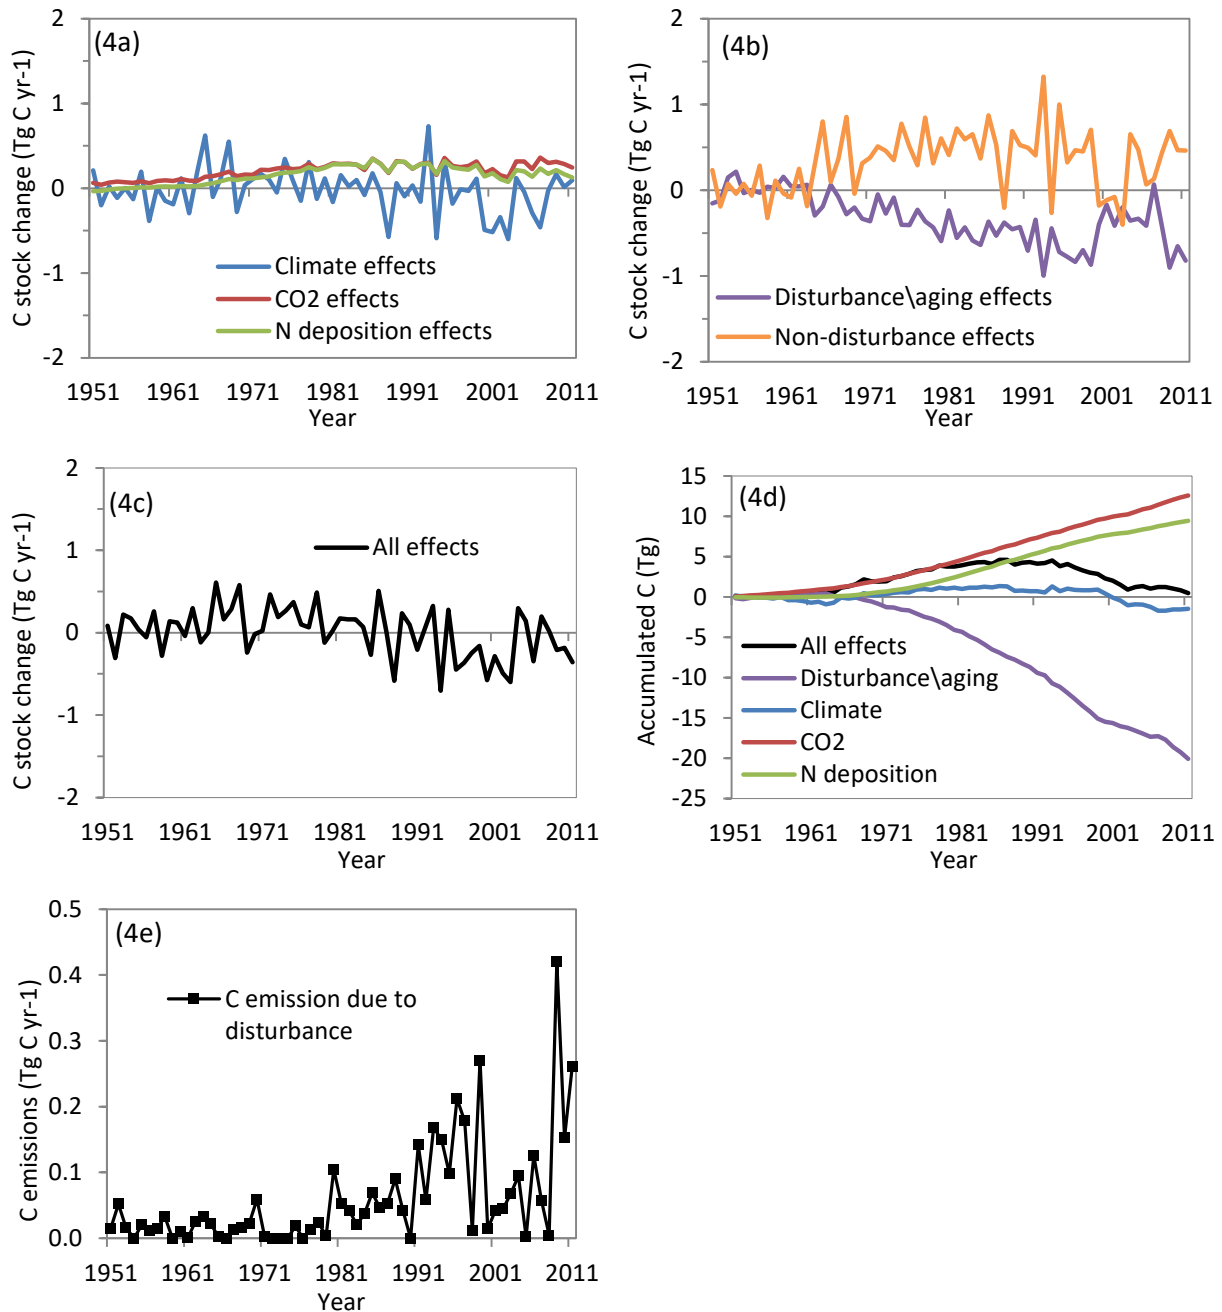 (4a)
C stock change (Tg C yr-1)
2
1
0
-1
-2
Climate effects
CO2 effects
N deposition effects
1951 1961 1971 1981 1991 2001 2011
Year
(4b)
C stock change (Tg C yr-1)
2
1
0
-1
-2
Disturbance\aging effects
Non-disturbance effects
1951 1961 1971 1981 1991 2001 2011
Year
(4c)
C stock change (Tg C yr-1)
2
1
0
-1
-2
All effects
1951 1961 1971 1981 1991 2001 2011
Year
(4d)
Accumulated C (Tg)
15
10
5
0
-5
-10
-15
-20
-25
All effects
Disturbance\aging
Climate
CO2
N deposition
1951 1961 1971 1981 1991 2001 2011
Year
(4e)
C emissions (Tg C yr-1)
0.5
0.4
0.3
0.2
0.1
0.0
C emission due to
disturbance
1951 1961 1971 1981 1991 2001 2011
Year